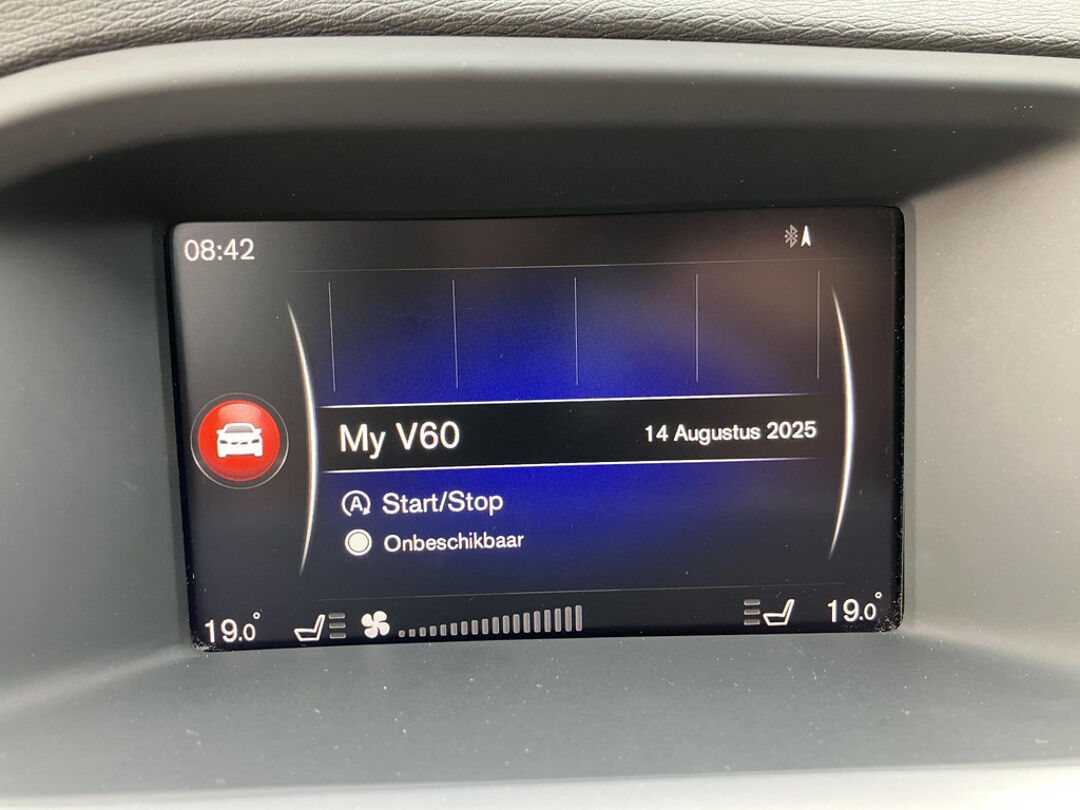 08:42
My V60 14 Augustus 2025
A Start/Stop
Onbeschikbaar
19.0° 19.0°